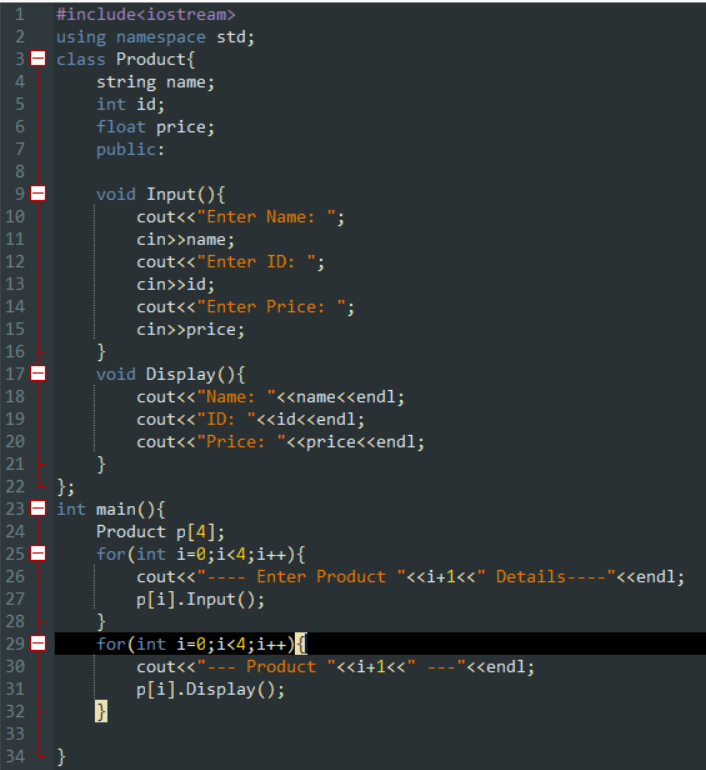 1 #include<iostream>
2 using namespace std;
3 class Product{
4     string name;
5     int id;
6     float price;
7     public:
8
9     void Input(){
10         cout<<"Enter Name: ";
11         cin>>name;
12         cout<<"Enter ID: ";
13         cin>>id;
14         cout<<"Enter Price: ";
15         cin>>price;
16     }
17     void Display(){
18         cout<<"Name: "<<name<<endl;
19         cout<<"ID: "<<id<<endl;
20         cout<<"Price: "<<price<<endl;
21     }
22 };
23 int main(){
24     Product p[4];
25     for(int i=0;i<4;i++){
26         cout<<"---- Enter Product "<<i+1<<" Details----"<<endl;
27         p[i].Input();
28     }
29     for(int i=0;i<4;i++){
30         cout<<"--- Product "<<i+1<<" ---"<<endl;
31         p[i].Display();
32     }
33
34 }